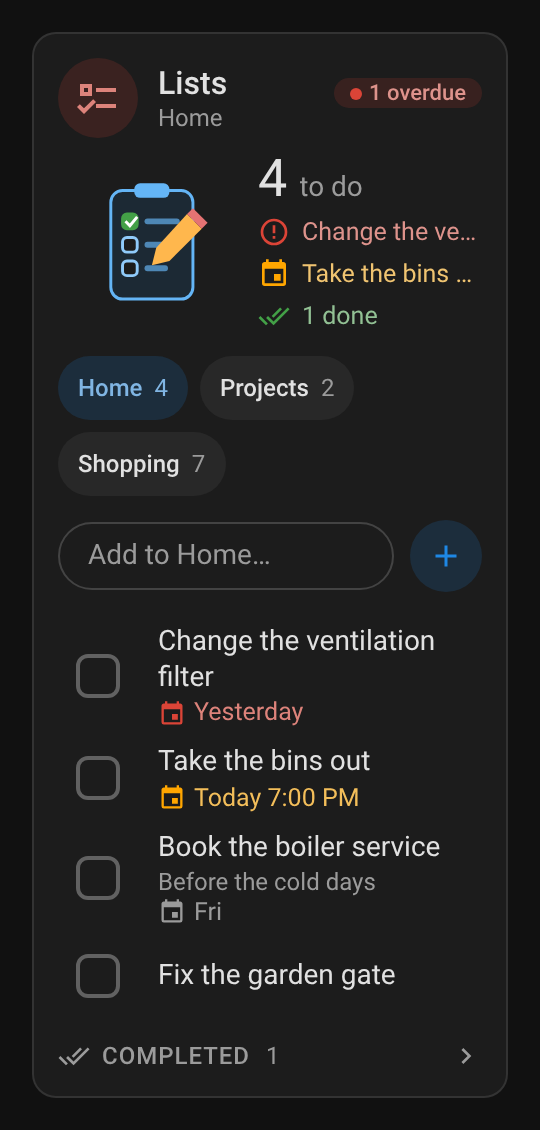 Lists
Home
1 overdue
4 to do
Change the ve…
Take the bins …
1 done
Home 4
Projects 2
Shopping 7
Add to Home…
Change the ventilation
filter
Yesterday
Take the bins out
Today 7:00 PM
Book the boiler service
Before the cold days
Fri
Fix the garden gate
COMPLETED 1